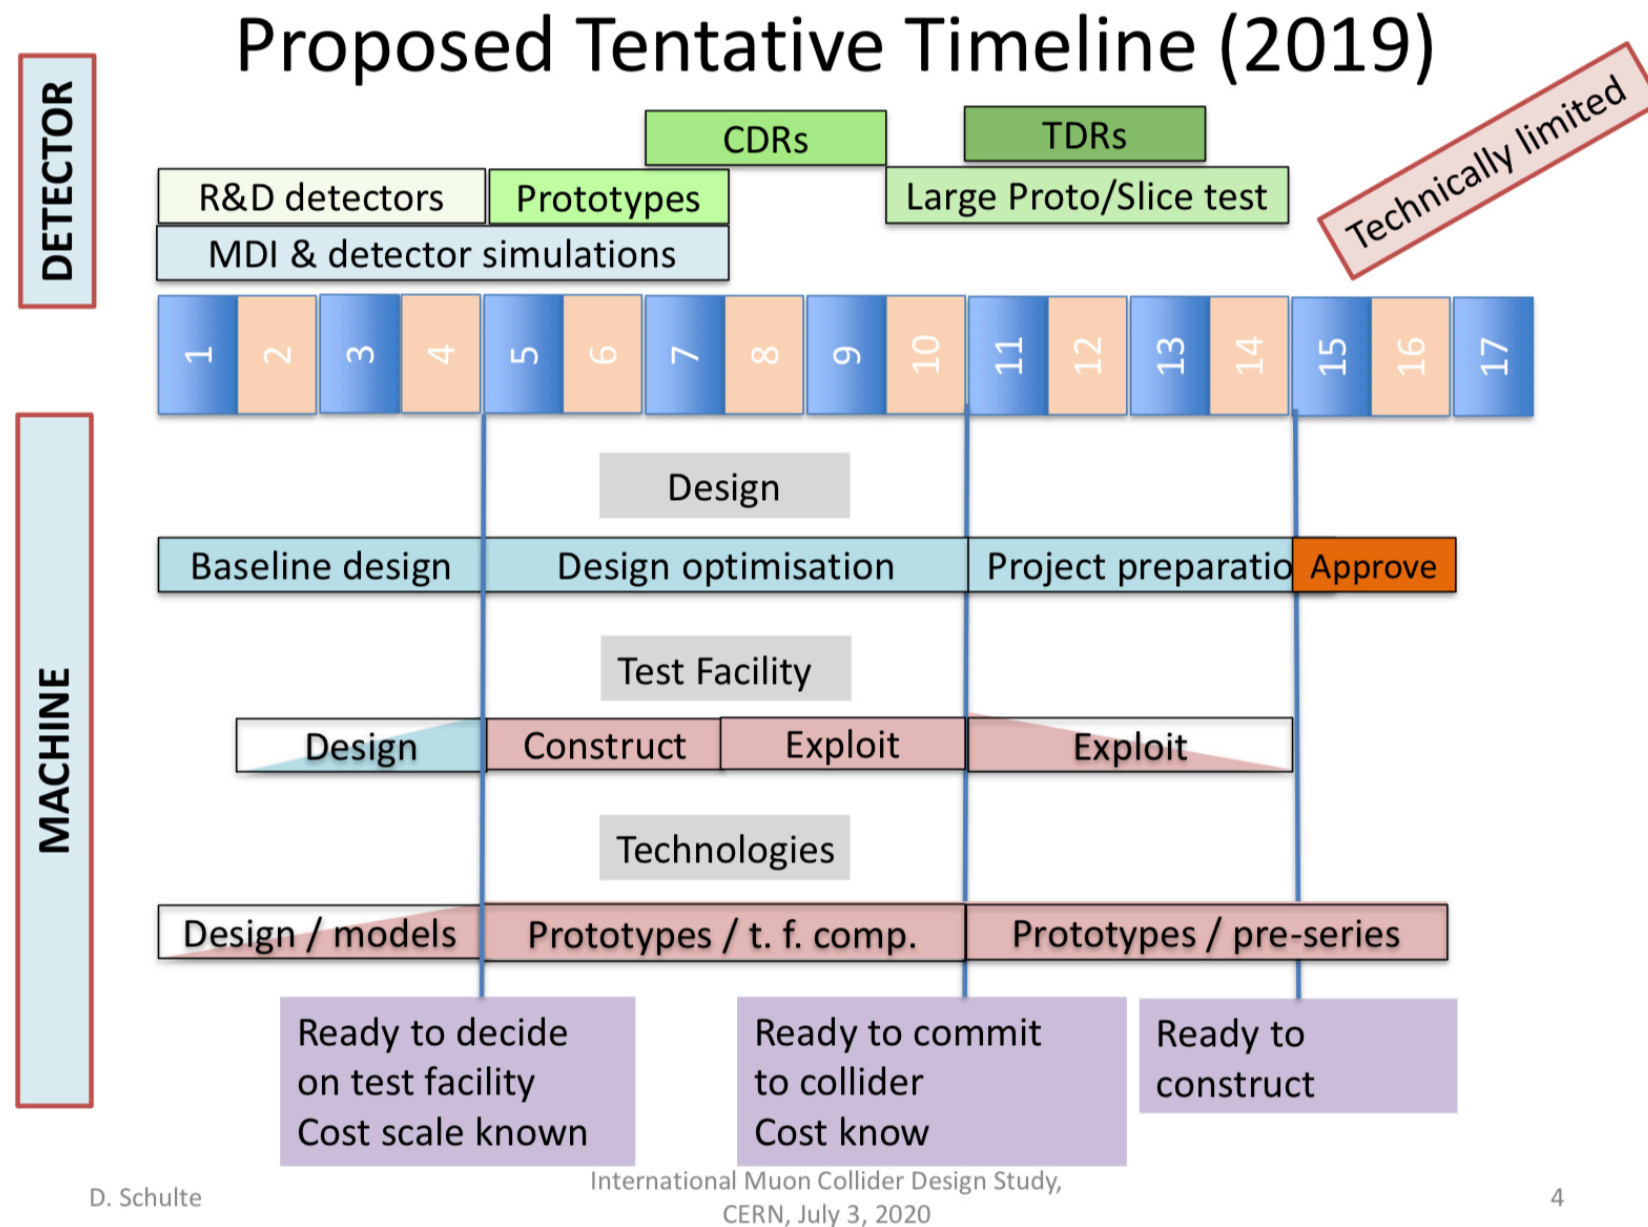 Proposed Tentative Timeline (2019)
DETECTOR
Technically limited
CDRs
TDRs
R&D detectors
Prototypes
Large Proto/Slice test
MDI & detector simulations
1 2 3 4 5 6 7 8 9 10 11 12 13 14 15 16 17
MACHINE
Design
Baseline design
Design optimisation
Project preparatio
Approve
Test Facility
Design
Construct
Exploit
Exploit
Technologies
Design / models
Prototypes / t. f. comp.
Prototypes / pre-series
Ready to decide
on test facility
Cost scale known
Ready to commit
to collider
Cost know
Ready to
construct
D. Schulte
International Muon Collider Design Study,
CERN, July 3, 2020
4